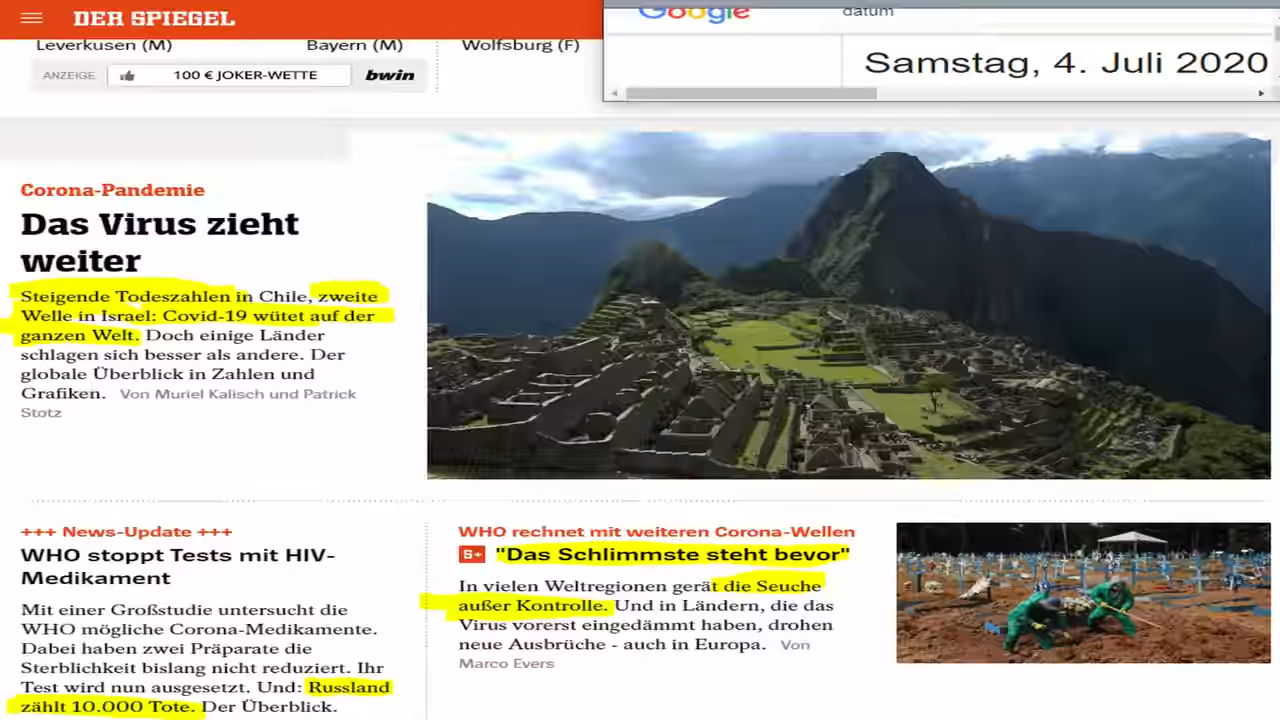 DER SPIEGEL
Google
datum
Samstag, 4. Juli 2020
Leverkusen (M)
Bayern (M)
Wolfsburg (F)
ANZEIGE
100 € JOKER-WETTE
bwin
Corona-Pandemie
Das Virus zieht
weiter
Steigende Todeszahlen in Chile, zweite
Welle in Israel: Covid-19 wütet auf der
ganzen Welt. Doch einige Länder
schlagen sich besser als andere. Der
globale Überblick in Zahlen und
Grafiken. Von Muriel Kalisch und Patrick
Stotz
+++ News-Update +++
WHO stoppt Tests mit HIV-
Medikament
Mit einer Großstudie untersucht die
WHO mögliche Corona-Medikamente.
Dabei haben zwei Präparate die
Sterblichkeit bislang nicht reduziert. Ihr
Test wird nun ausgesetzt. Und: Russland
zählt 10.000 Tote. Der Überblick.
WHO rechnet mit weiteren Corona-Wellen
S+ "Das Schlimmste steht bevor"
In vielen Weltregionen gerät die Seuche
außer Kontrolle. Und in Ländern, die das
Virus vorerst eingedämmt haben, drohen
neue Ausbrüche - auch in Europa. Von
Marco Evers